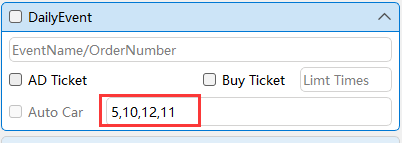 DailyEvent
EventName/OrderNumber
AD Ticket Buy Ticket Limt Times
Auto Car 5,10,12,11